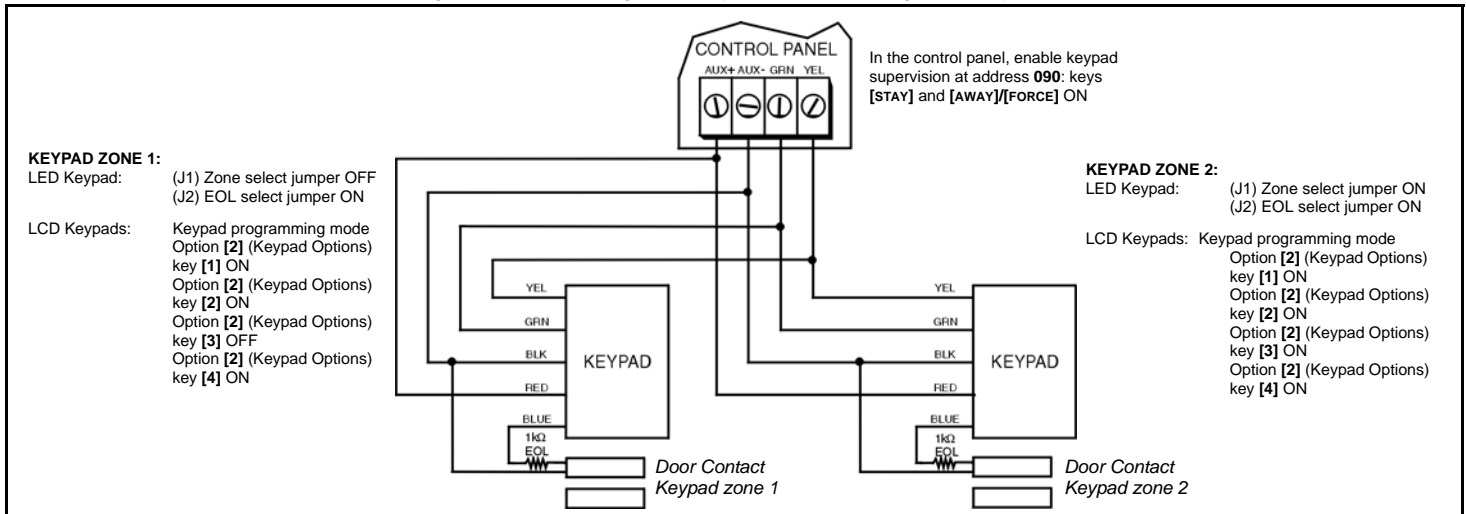 CONTROL PANEL
AUX+ AUX- GRN YEL
In the control panel, enable keypad
supervision at address 090: keys
[STAY] and [AWAY]/[FORCE] ON
KEYPAD ZONE 1:
LED Keypad: (J1) Zone select jumper OFF
(J2) EOL select jumper ON
LCD Keypads: Keypad programming mode
Option [2] (Keypad Options)
key [1] ON
Option [2] (Keypad Options)
key [2] ON
Option [2] (Keypad Options)
key [3] OFF
Option [2] (Keypad Options)
key [4] ON
KEYPAD ZONE 2:
LED Keypad: (J1) Zone select jumper ON
(J2) EOL select jumper ON
LCD Keypads: Keypad programming mode
Option [2] (Keypad Options)
key [1] ON
Option [2] (Keypad Options)
key [2] ON
Option [2] (Keypad Options)
key [3] ON
Option [2] (Keypad Options)
key [4] ON
YEL
GRN
BLK
RED
BLUE
KEYPAD
1kΩ
EOL
Door Contact
Keypad zone 1
YEL
GRN
BLK
RED
BLUE
KEYPAD
1kΩ
EOL
Door Contact
Keypad zone 2